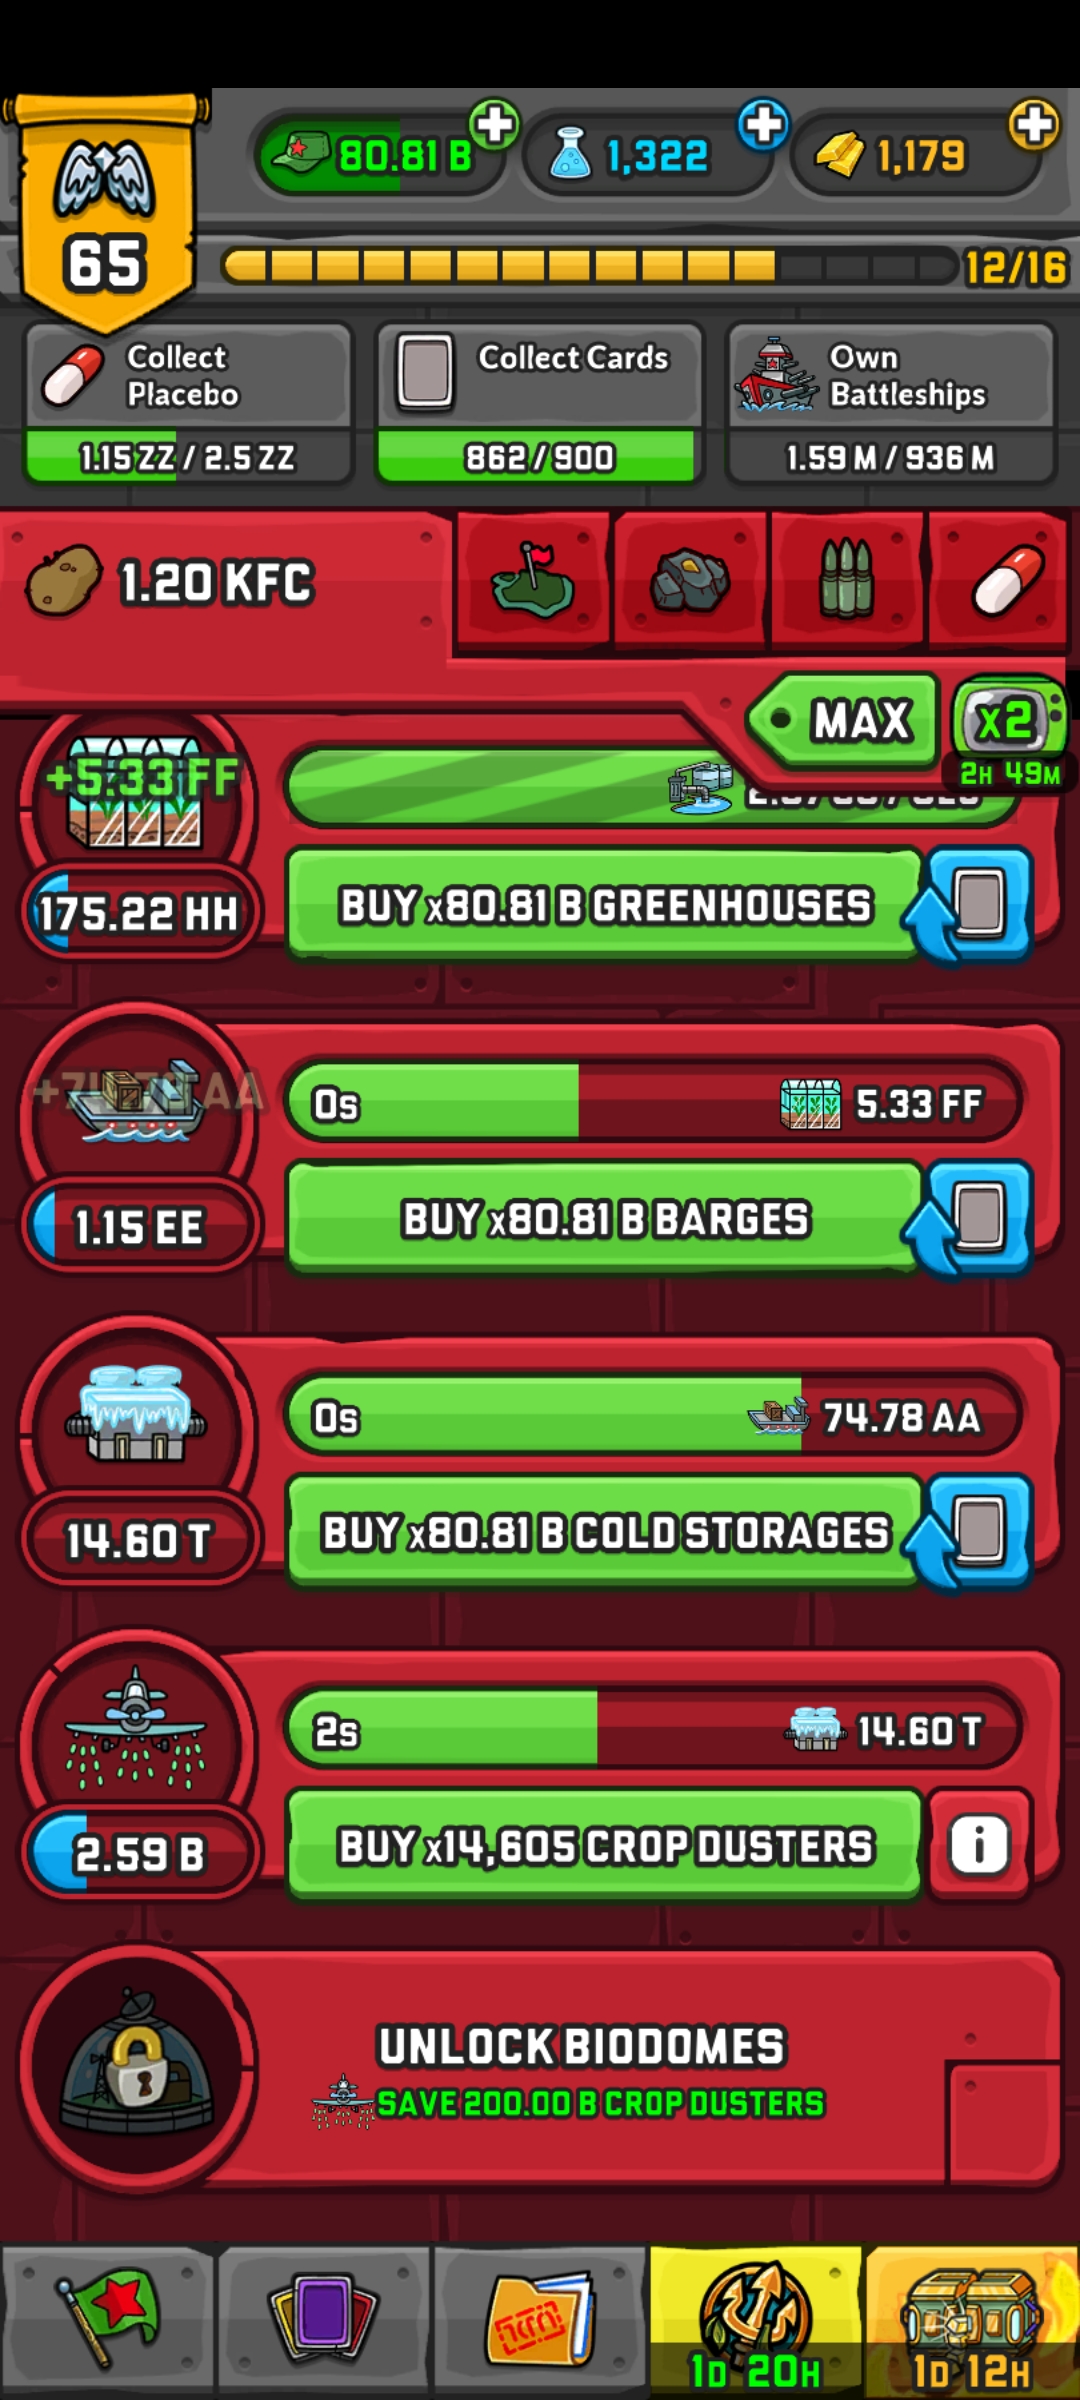 80.81 B
1,322
1,179
65
12/16
Collect
Placebo
1.15 ZZ / 2.5 ZZ
Collect Cards
862 / 900
Own
Battleships
1.59 M / 936 M
1.20 KFC
MAX
x2
2H 49M
+5.33 FF
175.22 HH
BUY x80.81 B GREENHOUSES
0s
5.33 FF
1.15 EE
BUY x80.81 B BARGES
0s
74.78 AA
14.60 T
BUY x80.81 B COLD STORAGES
2s
14.60 T
2.59 B
BUY x14,605 CROP DUSTERS
i
UNLOCK BIODOMES
SAVE 200.00 B CROP DUSTERS
1D 20H
1D 12H